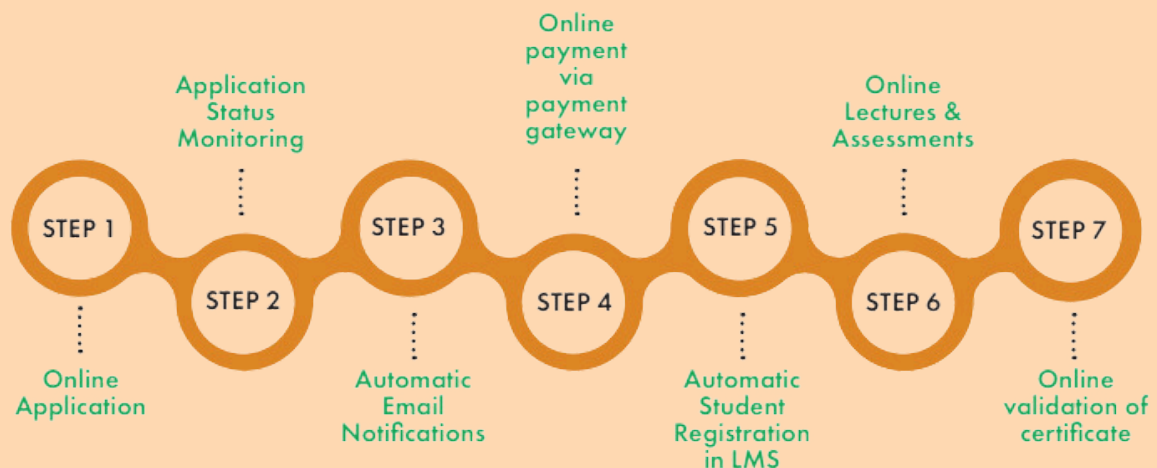 STEP 1
Online
Application
Application
Status
Monitoring
STEP 2
STEP 3
Automatic
Email
Notifications
Online
payment
via
payment
gateway
STEP 4
STEP 5
Automatic
Student
Registration
in LMS
Online
Lectures &
Assessments
STEP 6
STEP 7
Online
validation of
certificate